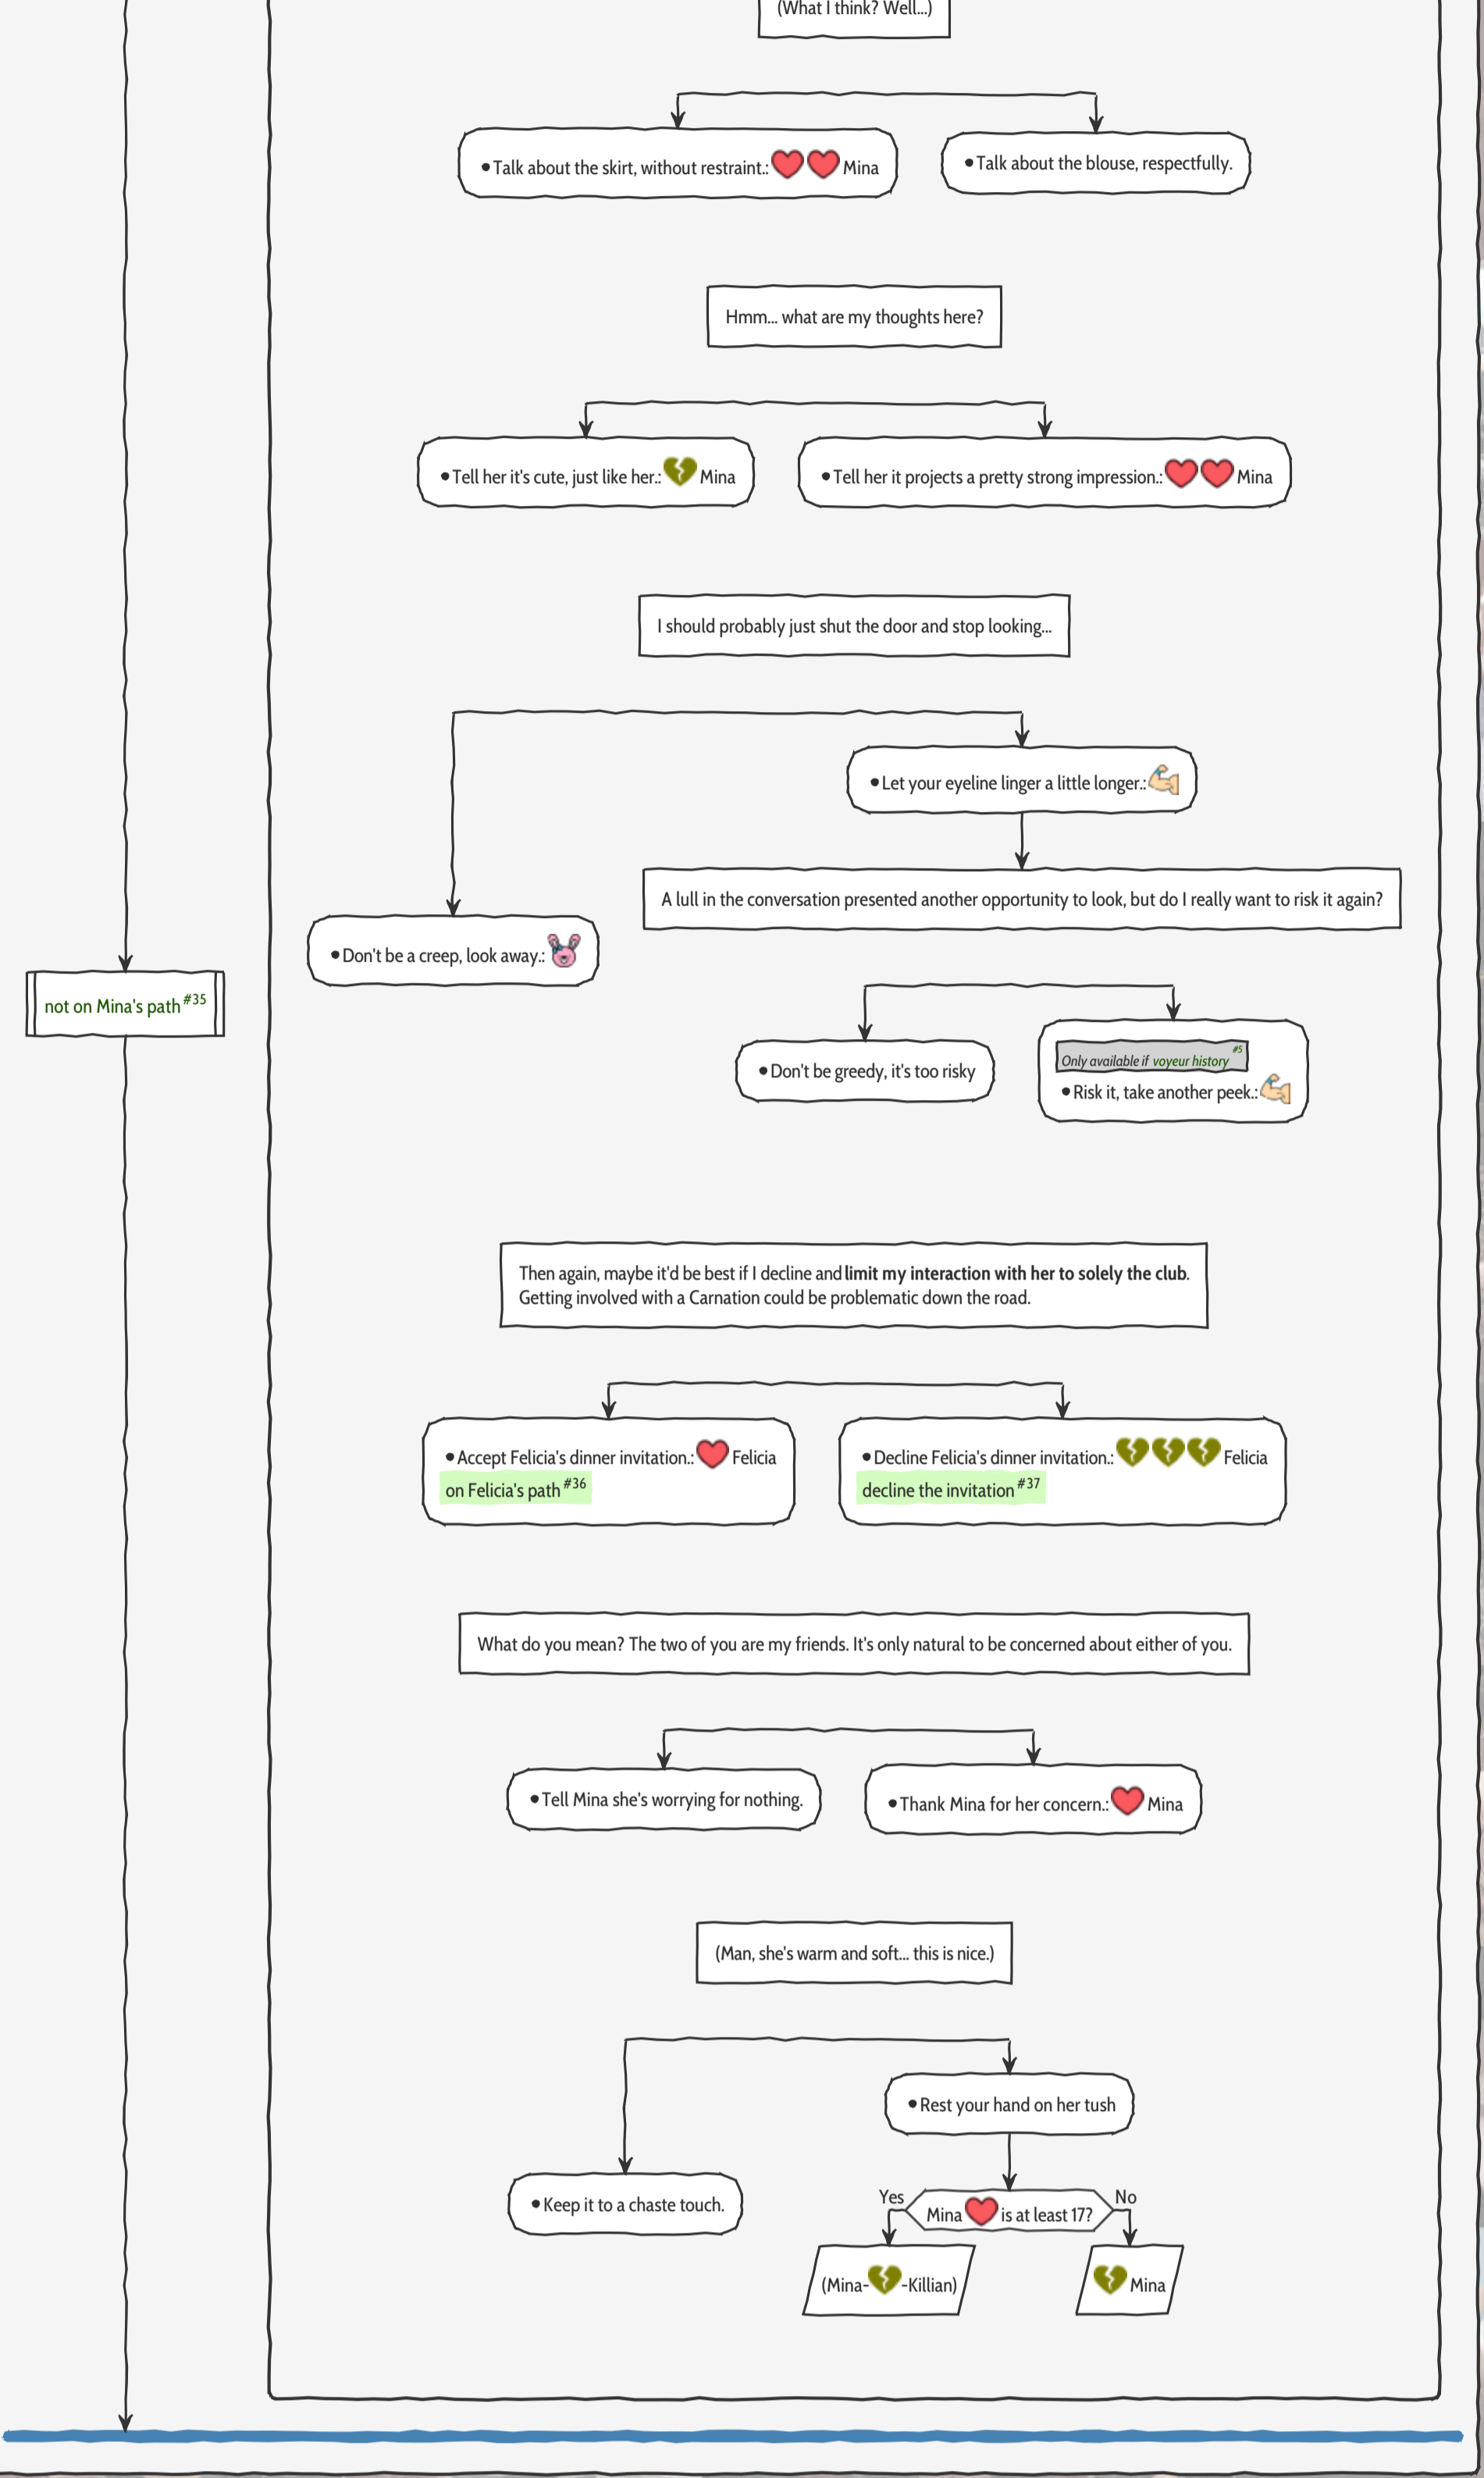 (What I think? Well...)
•Talk about the skirt, without restraint.: Mina
•Talk about the blouse, respectfully.
Hmm... what are my thoughts here?
•Tell her it's cute, just like her.: Mina
•Tell her it projects a pretty strong impression.: Mina
I should probably just shut the door and stop looking...
•Let your eyeline linger a little longer.:
A lull in the conversation presented another opportunity to look, but do I really want to risk it again?
•Don't be a creep, look away.:
not on Mina's path #35
•Don't be greedy, it's too risky
Only available if voyeur history #5
•Risk it, take another peek.:
Then again, maybe it'd be best if I decline and limit my interaction with her to solely the club.
Getting involved with a Carnation could be problematic down the road.
•Accept Felicia's dinner invitation.: Felicia
on Felicia's path #36
•Decline Felicia's dinner invitation.: Felicia
decline the invitation #37
What do you mean? The two of you are my friends. It's only natural to be concerned about either of you.
•Tell Mina she's worrying for nothing.
•Thank Mina for her concern.: Mina
(Man, she's warm and soft... this is nice.)
•Rest your hand on her tush
•Keep it to a chaste touch.
Yes
Mina is at least 17?
No
(Mina- -Killian)
Mina